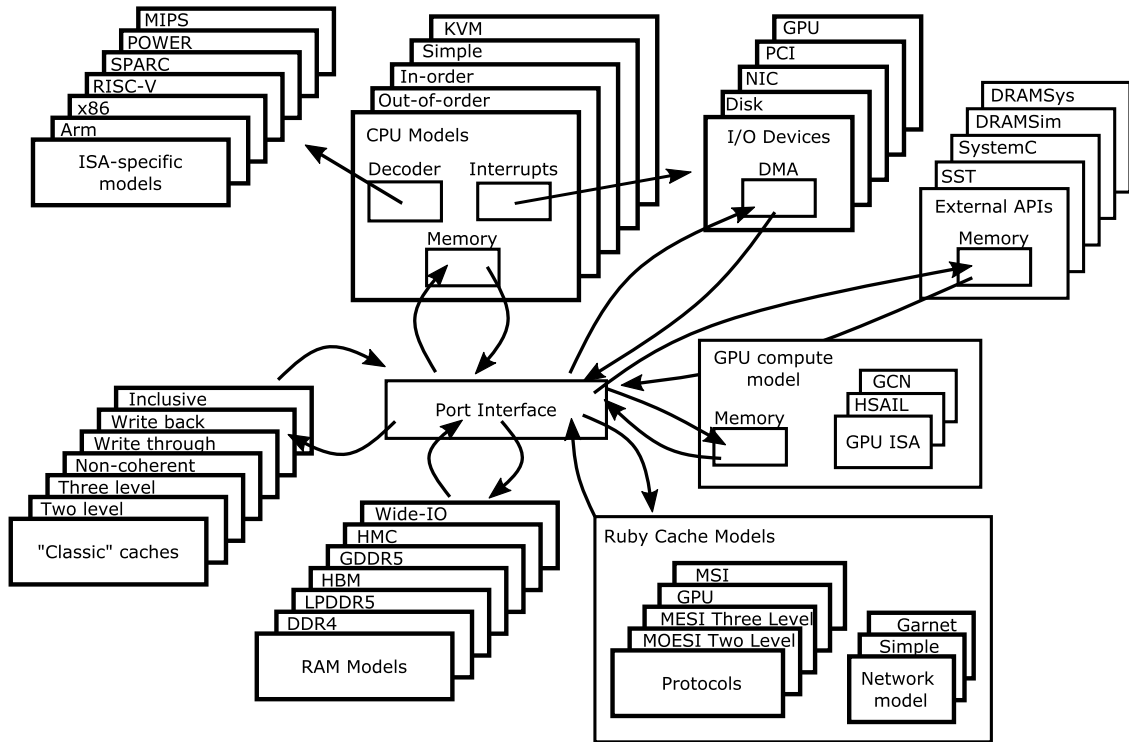 MIPS
POWER
SPARC
RISC-V
x86
Arm
ISA-specific
models
KVM
Simple
In-order
Out-of-order
CPU Models
Decoder
Interrupts
Memory
GPU
PCI
NIC
Disk
I/O Devices
DMA
DRAMSys
DRAMSim
SystemC
SST
External APIs
Memory
Port Interface
GPU compute
model
Memory
GCN
HSAIL
GPU ISA
Inclusive
Write back
Write through
Non-coherent
Three level
Two level
"Classic" caches
Wide-IO
HMC
GDDR5
HBM
LPDDR5
DDR4
RAM Models
Ruby Cache Models
MSI
GPU
MESI Three Level
MOESI Two Level
Protocols
Garnet
Simple
Network
model